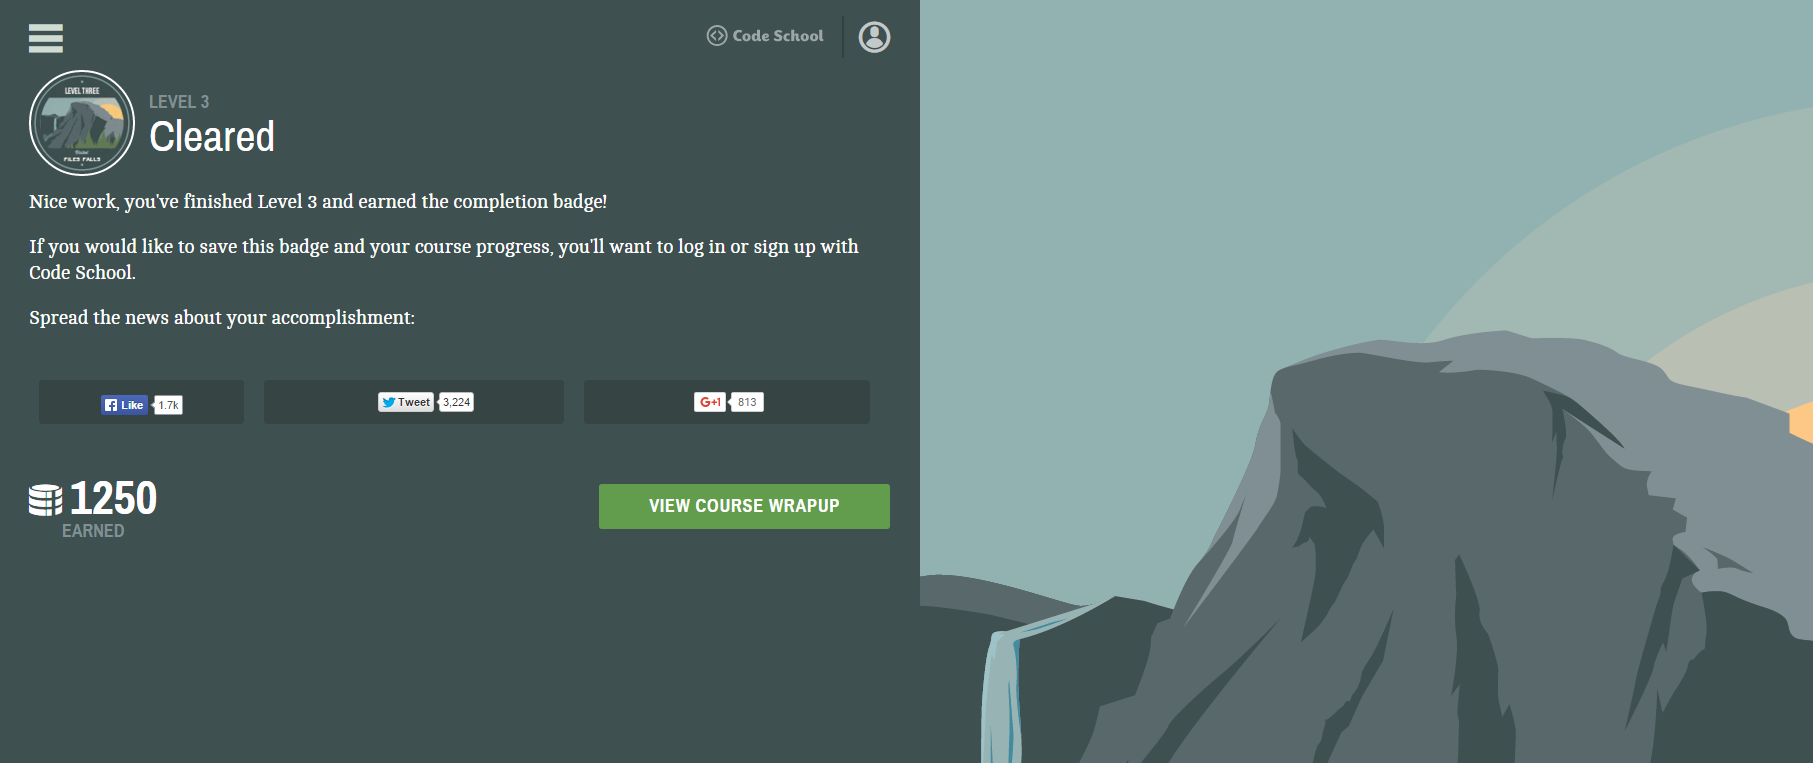 Code School
LEVEL THREE
FILES FALLS
LEVEL 3
Cleared
Nice work, you've finished Level 3 and earned the completion badge!
If you would like to save this badge and your course progress, you'll want to log in or sign up with
Code School.
Spread the news about your accomplishment:
Like 1.7k
Tweet 3,224
G+1 813
1250
EARNED
VIEW COURSE WRAPUP